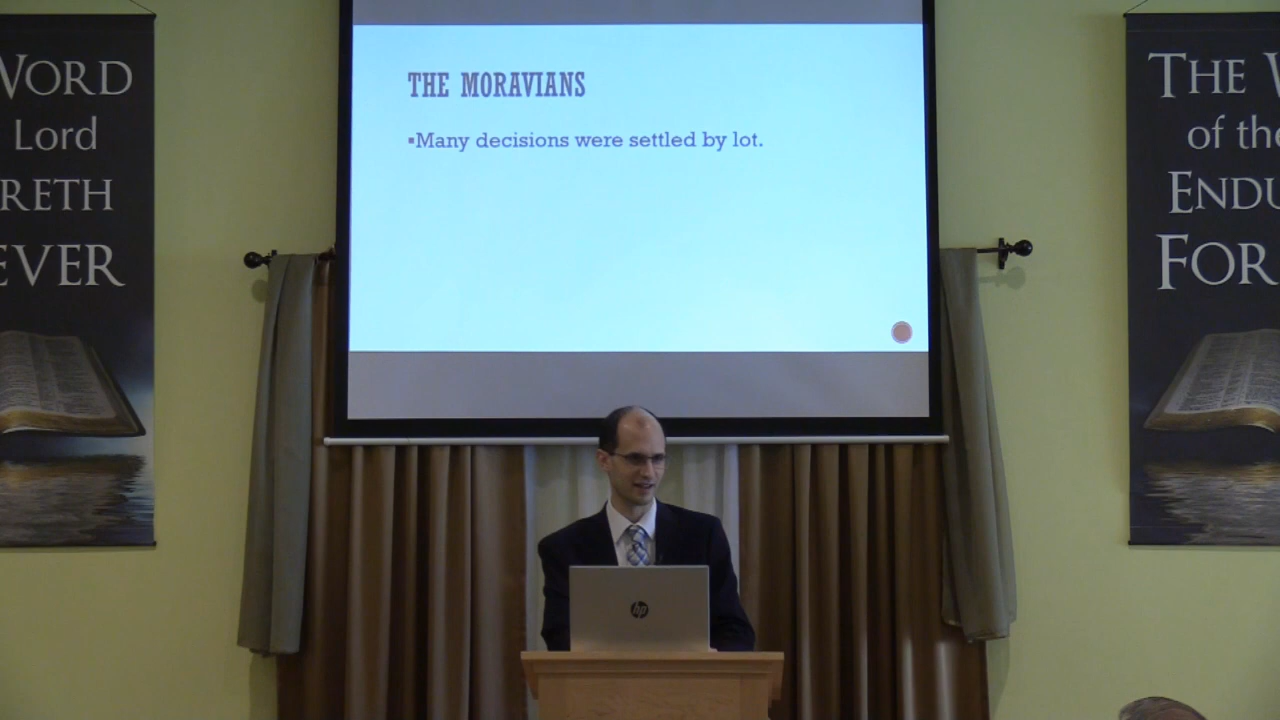 WORD
Lord
RETH
EVER
THE MORAVIANS
▪Many decisions were settled by lot.
THE W
of the
ENDU
FOR
hp